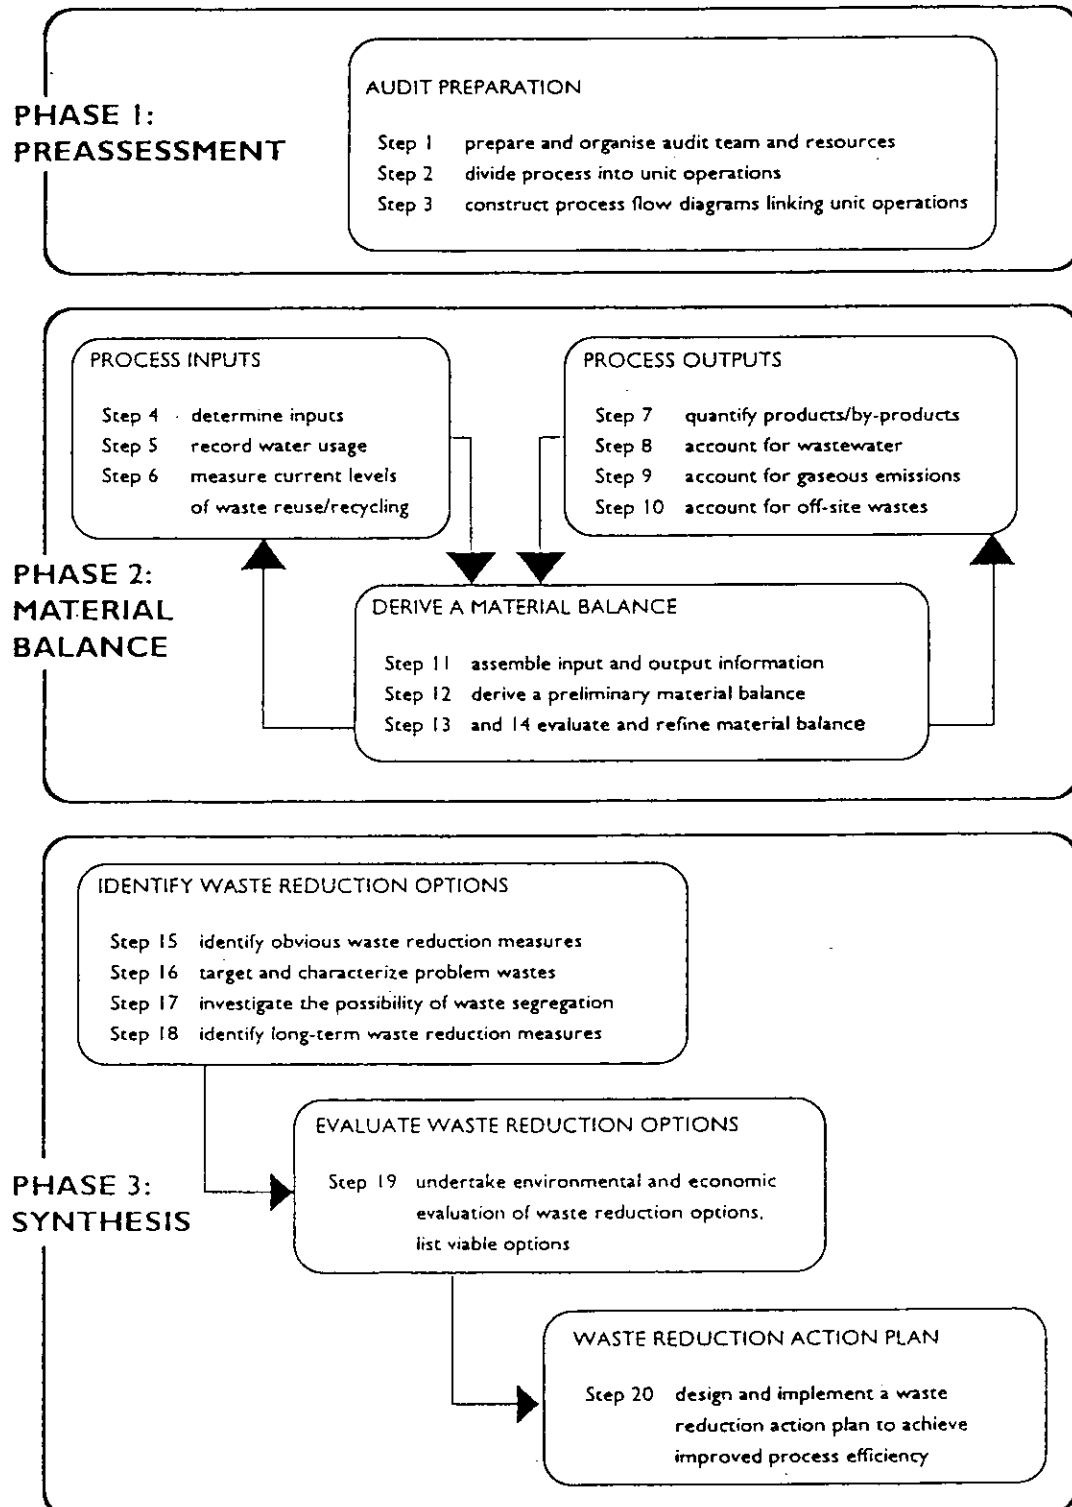 PHASE 1:
PREASSESSMENT
AUDIT PREPARATION
Step 1 prepare and organise audit team and resources
Step 2 divide process into unit operations
Step 3 construct process flow diagrams linking unit operations
PHASE 2:
MATERIAL
BALANCE
PROCESS INPUTS
Step 4 determine inputs
Step 5 record water usage
Step 6 measure current levels
of waste reuse/recycling
PROCESS OUTPUTS
Step 7 quantify products/by-products
Step 8 account for wastewater
Step 9 account for gaseous emissions
Step 10 account for off-site wastes
DERIVE A MATERIAL BALANCE
Step 11 assemble input and output information
Step 12 derive a preliminary material balance
Step 13 and 14 evaluate and refine material balance
PHASE 3:
SYNTHESIS
IDENTIFY WASTE REDUCTION OPTIONS
Step 15 identify obvious waste reduction measures
Step 16 target and characterize problem wastes
Step 17 investigate the possibility of waste segregation
Step 18 identify long-term waste reduction measures
EVALUATE WASTE REDUCTION OPTIONS
Step 19 undertake environmental and economic
evaluation of waste reduction options,
list viable options
WASTE REDUCTION ACTION PLAN
Step 20 design and implement a waste
reduction action plan to achieve
improved process efficiency